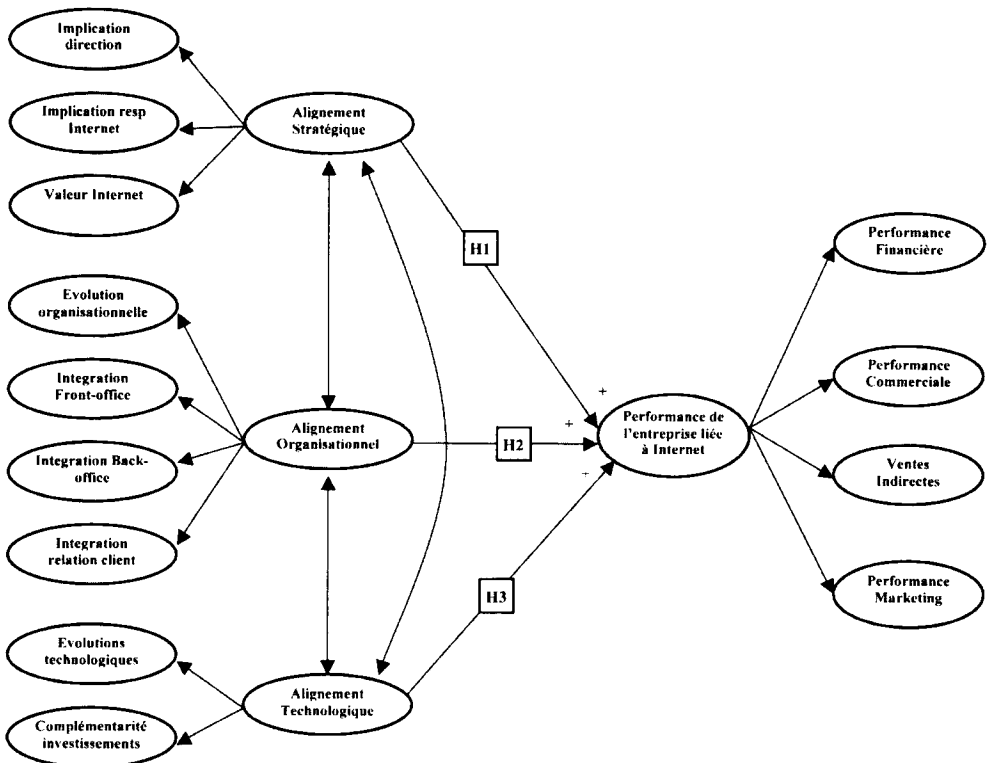 Implication
direction
Implication resp
Internet
Valeur Internet
Evolution
organisationnelle
Integration
Front-office
Integration Back-
office
Integration
relation client
Evolutions
technologiques
Complémentarité
investissements
Alignement
Stratégique
Alignement
Organisationnel
Alignement
Technologique
H1
H2
H3
+
+
+
Performance de
l'entreprise liée
à Internet
Performance
Financière
Performance
Commerciale
Ventes
Indirectes
Performance
Marketing